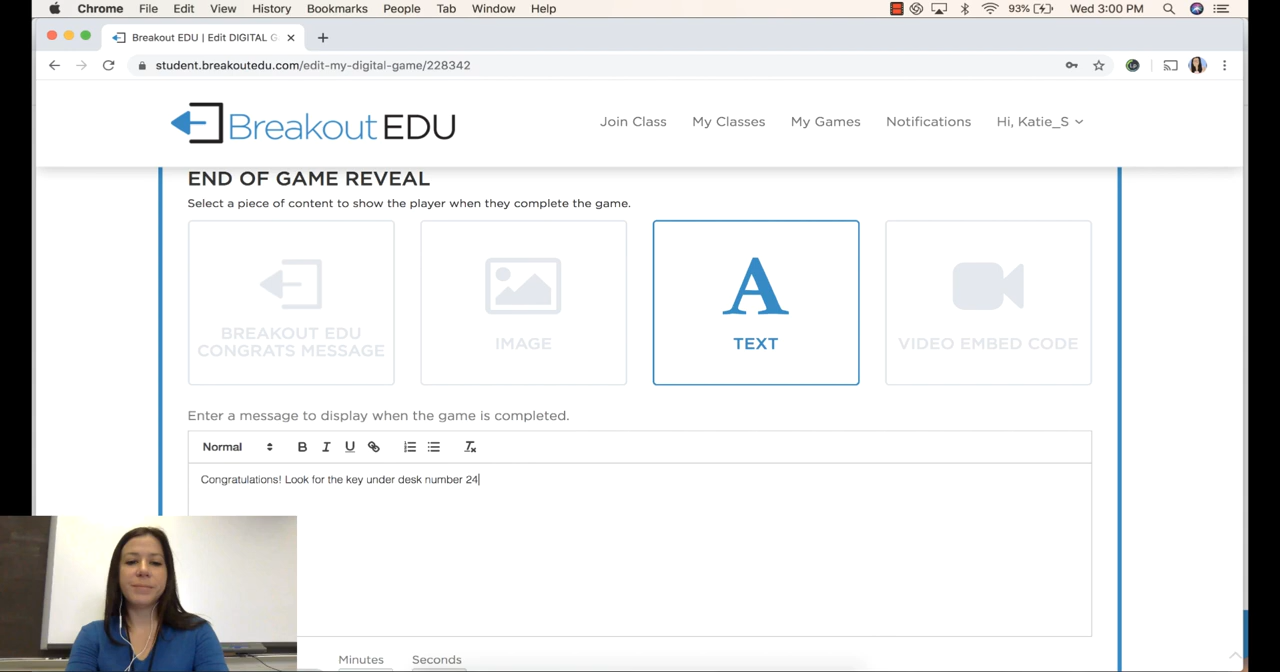 Chrome File Edit View History Bookmarks People Tab Window Help 93% Wed 3:00 PM
Breakout EDU | Edit DIGITAL G
student.breakoutedu.com/edit-my-digital-game/228342
Breakout EDU Join Class My Classes My Games Notifications Hi, Katie_S
END OF GAME REVEAL
Select a piece of content to show the player when they complete the game.
BREAKOUT EDU
CONGRATS MESSAGE
IMAGE
A
TEXT
VIDEO EMBED CODE
Enter a message to display when the game is completed.
Normal B I U
Congratulations! Look for the key under desk number 24
Minutes Seconds